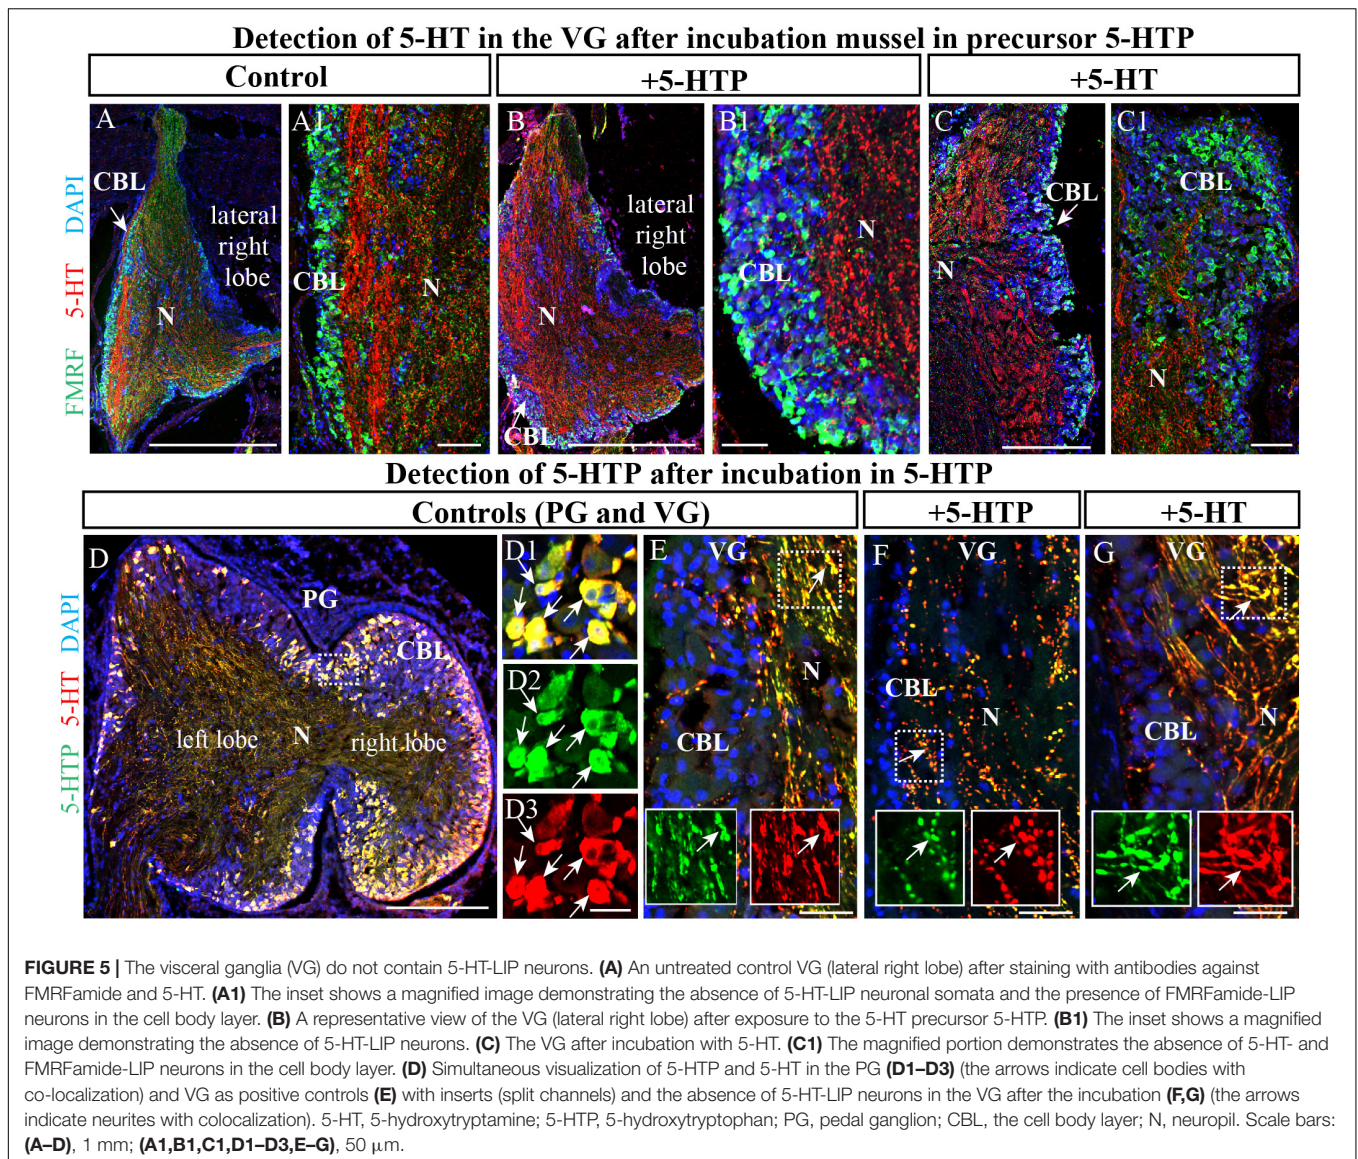 Detection of 5-HT in the VG after incubation mussel in precursor 5-HTP
Control
+5-HTP
+5-HT
FMRF 5-HT DAPI
A
CBL
lateral
right
lobe
N
A1
CBL
N
B
lateral
right
lobe
N
CBL
B1
N
CBL
C
CBL
N
C1
CBL
N
Detection of 5-HTP after incubation in 5-HTP
Controls (PG and VG)
+5-HTP
+5-HT
5-HTP 5-HT DAPI
D
PG
CBL
left lobe
N
right lobe
D1
D2
D3
E
VG
N
CBL
F
VG
CBL
N
G
VG
CBL
N
FIGURE 5 | The visceral ganglia (VG) do not contain 5-HT-LIP neurons. (A) An untreated control VG (lateral right lobe) after staining with antibodies against
FMRFamide and 5-HT. (A1) The inset shows a magnified image demonstrating the absence of 5-HT-LIP neuronal somata and the presence of FMRFamide-LIP
neurons in the cell body layer. (B) A representative view of the VG (lateral right lobe) after exposure to the 5-HT precursor 5-HTP. (B1) The inset shows a magnified
image demonstrating the absence of 5-HT-LIP neurons. (C) The VG after incubation with 5-HT. (C1) The magnified portion demonstrates the absence of 5-HT- and
FMRFamide-LIP neurons in the cell body layer. (D) Simultaneous visualization of 5-HTP and 5-HT in the PG (D1–D3) (the arrows indicate cell bodies with
co-localization) and VG as positive controls (E) with inserts (split channels) and the absence of 5-HT-LIP neurons in the VG after the incubation (F,G) (the arrows
indicate neurites with colocalization). 5-HT, 5-hydroxytryptamine; 5-HTP, 5-hydroxytryptophan; PG, pedal ganglion; CBL, the cell body layer; N, neuropil. Scale bars:
(A–D), 1 mm; (A1,B1,C1,D1–D3,E–G), 50 μm.